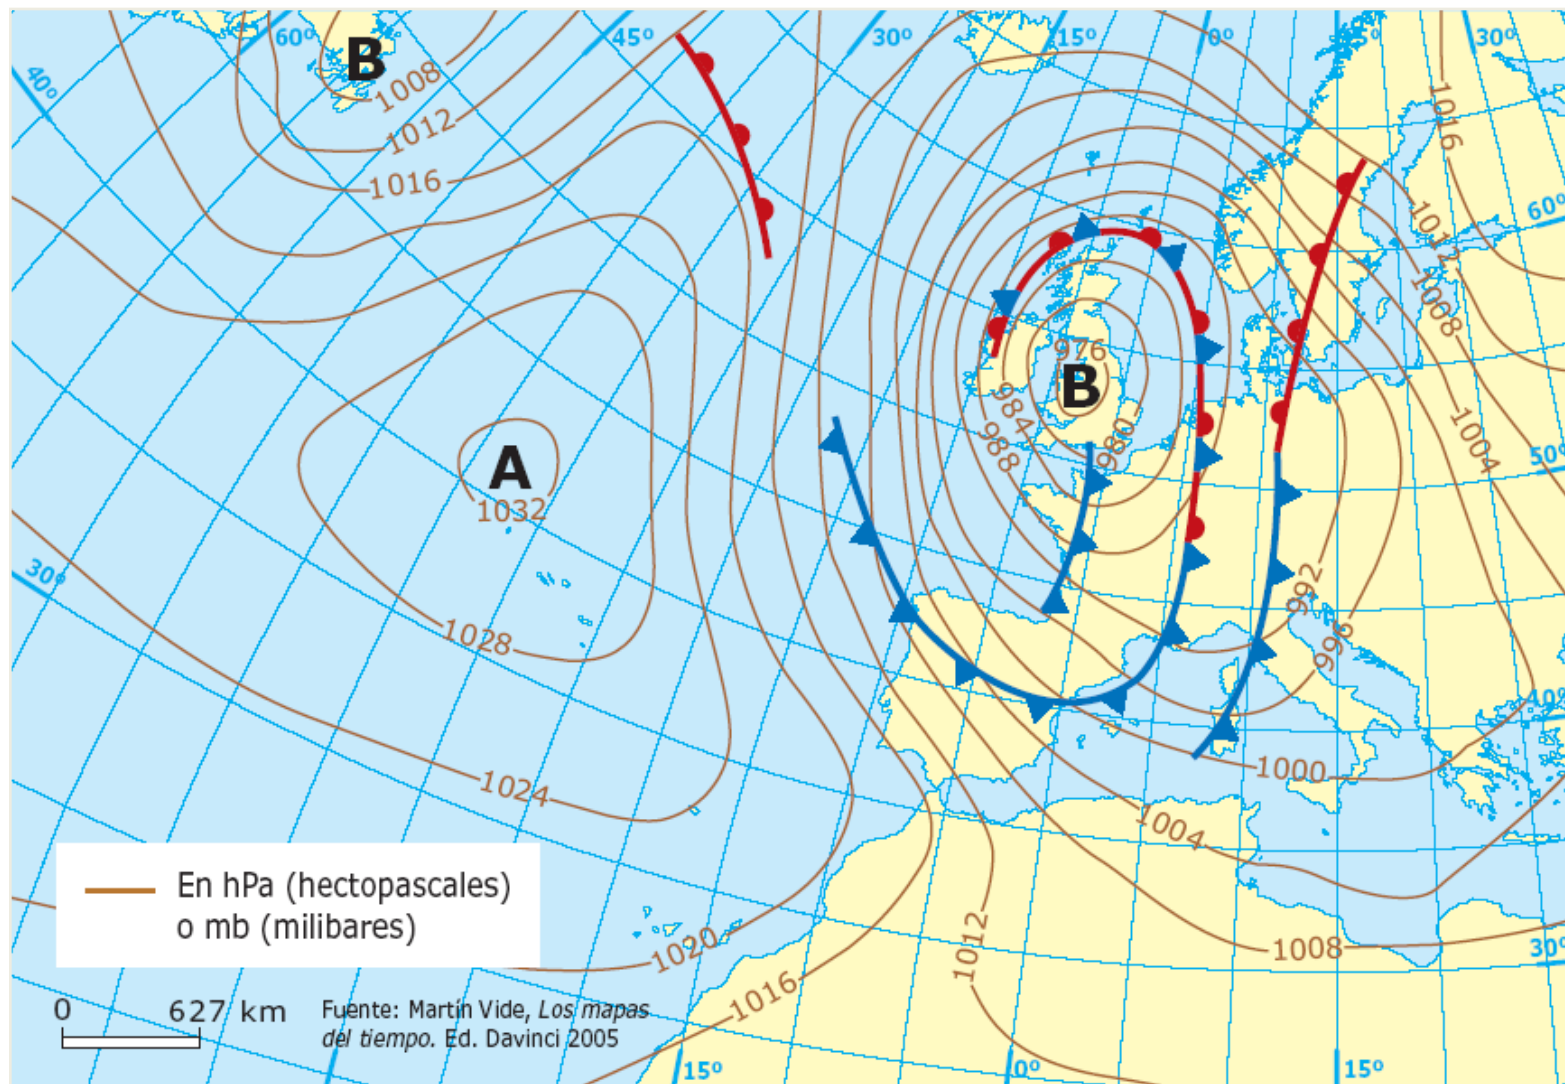 60º
45º
30º
15º
0º
15º
30º
40º
B
1008
1012
1016
1016
60º
1012
1008
976
B
984
988
980
1004
50º
A
1032
30º
1028
992
996
40º
1000
1024
1004
En hPa (hectopascales)
o mb (milibares)
1020
1012
1008
30º
1016
0 627 km
Fuente: Martín Vide, Los mapas
del tiempo. Ed. Davinci 2005
15º
0º
15º